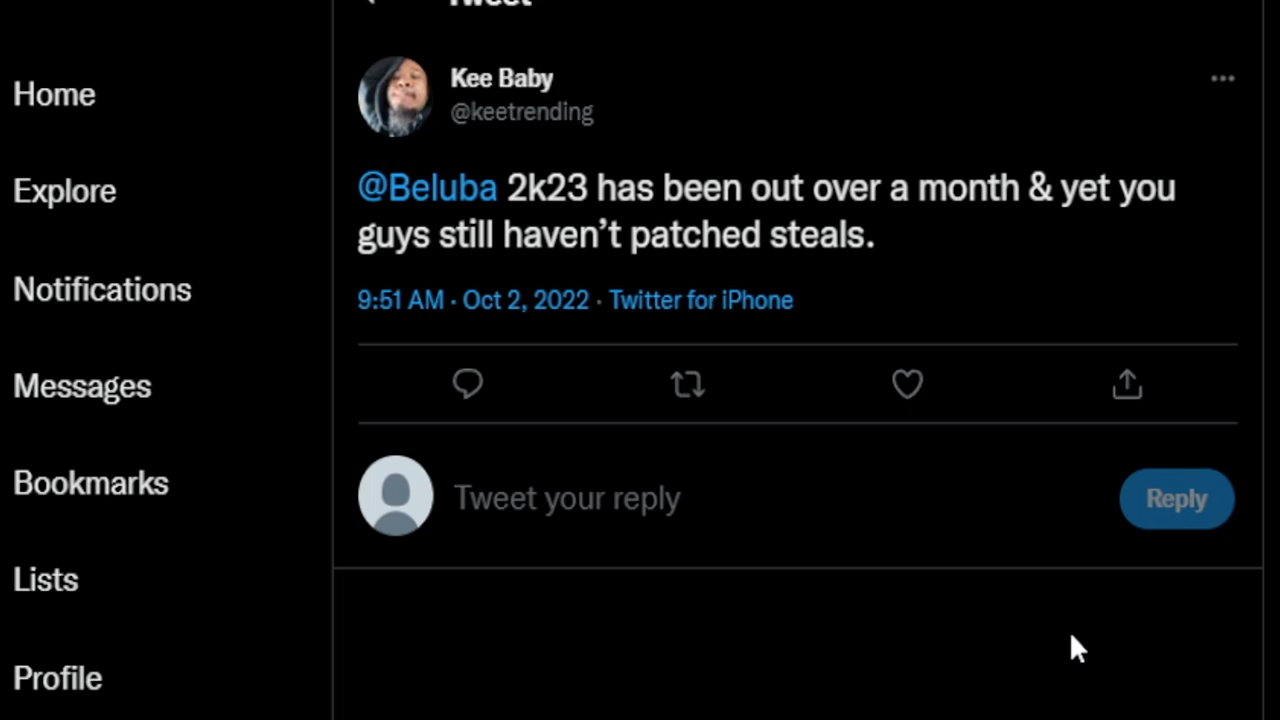 Tweet
Home
Explore
Notifications
Messages
Bookmarks
Lists
Profile
Kee Baby
@keetrending
@Beluba 2k23 has been out over a month & yet you
guys still haven’t patched steals.
9:51 AM · Oct 2, 2022 · Twitter for iPhone
Tweet your reply
Reply